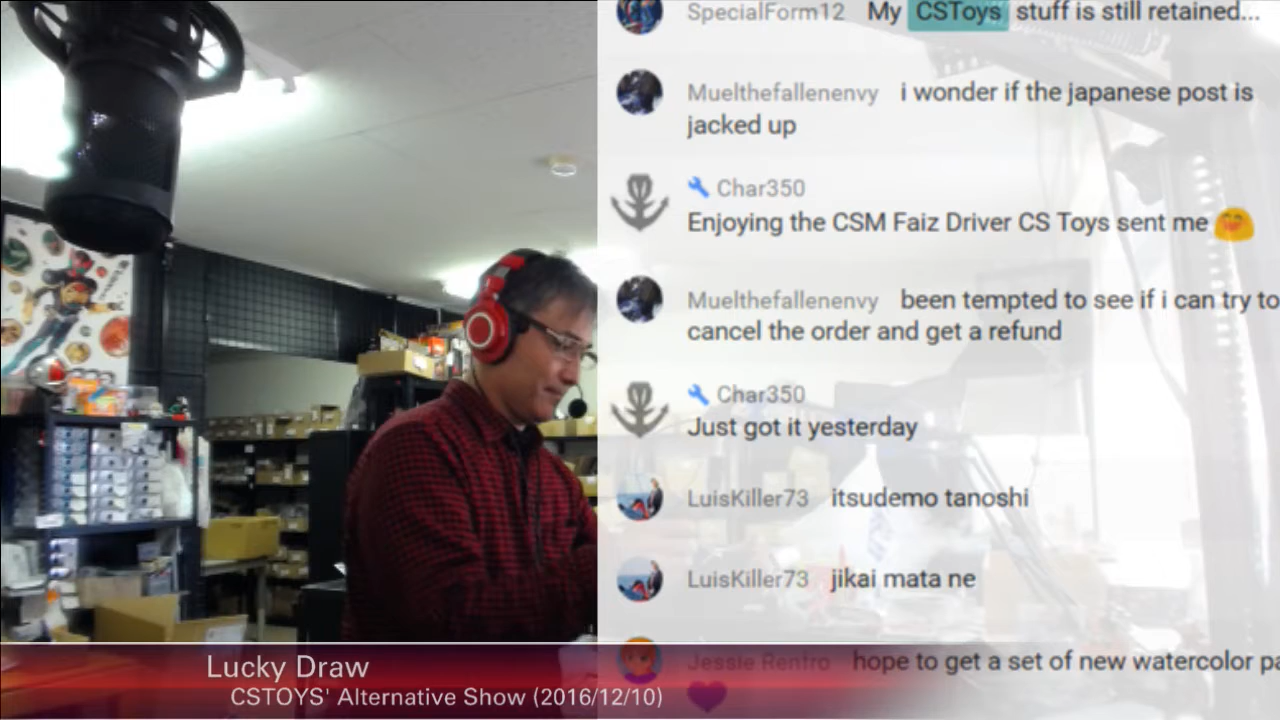 SpecialForm12 My CSToys stuff is still retained...
Muelthefallenenvy i wonder if the japanese post is
jacked up
Char350
Enjoying the CSM Faiz Driver CS Toys sent me
Muelthefallenenvy been tempted to see if i can try to
cancel the order and get a refund
Char350
Just got it yesterday
LuisKiller73 itsudemo tanoshi
LuisKiller73 jikai mata ne
Jessie Renfro hope to get a set of new watercolor pa
Lucky Draw
CSTOYS' Alternative Show (2016/12/10)